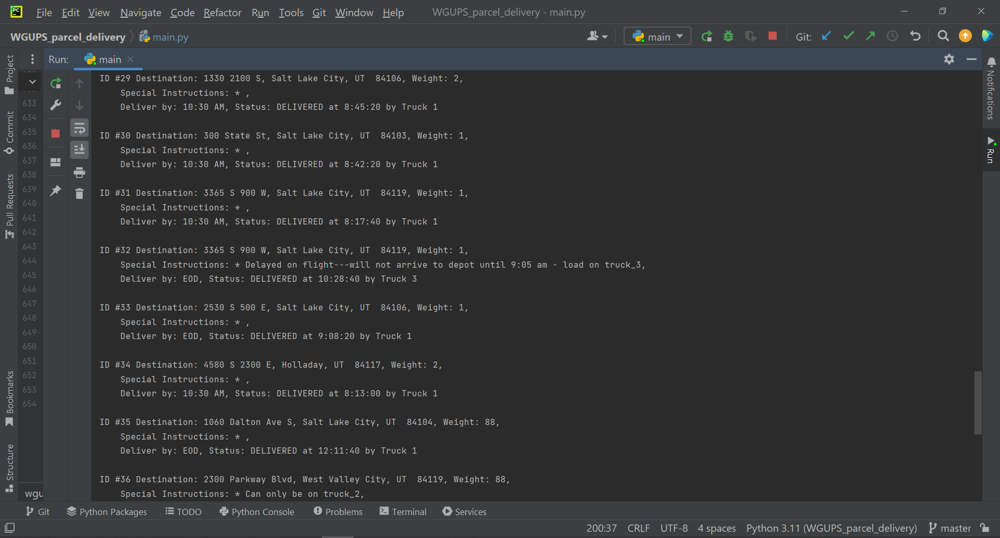 PC File Edit View Navigate Code Refactor Run Tools Git Window Help WGUPS_parcel_delivery - main.py
WGUPS_parcel_delivery main.py main Git:
Project
Commit
Pull Requests
Bookmarks
Structure
Run: main
633
634
635
636
637
638
639
640
641
642
643
644
645
646
647
648
649
650
651
652
653
654
wgu
ID #29 Destination: 1330 2100 S, Salt Lake City, UT  84106, Weight: 2,
Special Instructions: * ,
Deliver by: 10:30 AM, Status: DELIVERED at 8:45:20 by Truck 1
ID #30 Destination: 300 State St, Salt Lake City, UT  84103, Weight: 1,
Special Instructions: * ,
Deliver by: 10:30 AM, Status: DELIVERED at 8:42:20 by Truck 1
ID #31 Destination: 3365 S 900 W, Salt Lake City, UT  84119, Weight: 1,
Special Instructions: * ,
Deliver by: 10:30 AM, Status: DELIVERED at 8:17:40 by Truck 1
ID #32 Destination: 3365 S 900 W, Salt Lake City, UT  84119, Weight: 1,
Special Instructions: * Delayed on flight---will not arrive to depot until 9:05 am - load on truck_3,
Deliver by: EOD, Status: DELIVERED at 10:28:40 by Truck 3
ID #33 Destination: 2530 S 500 E, Salt Lake City, UT  84106, Weight: 1,
Special Instructions: * ,
Deliver by: EOD, Status: DELIVERED at 9:08:20 by Truck 1
ID #34 Destination: 4580 S 2300 E, Holladay, UT  84117, Weight: 2,
Special Instructions: * ,
Deliver by: 10:30 AM, Status: DELIVERED at 8:13:00 by Truck 1
ID #35 Destination: 1060 Dalton Ave S, Salt Lake City, UT  84104, Weight: 88,
Special Instructions: * ,
Deliver by: EOD, Status: DELIVERED at 12:11:40 by Truck 1
ID #36 Destination: 2300 Parkway Blvd, West Valley City, UT  84119, Weight: 88,
Special Instructions: * Can only be on truck_2,
Notifications
Run
Git Python Packages TODO Python Console Problems Terminal Services
200:37 CRLF UTF-8 4 spaces Python 3.11 (WGUPS_parcel_delivery) master